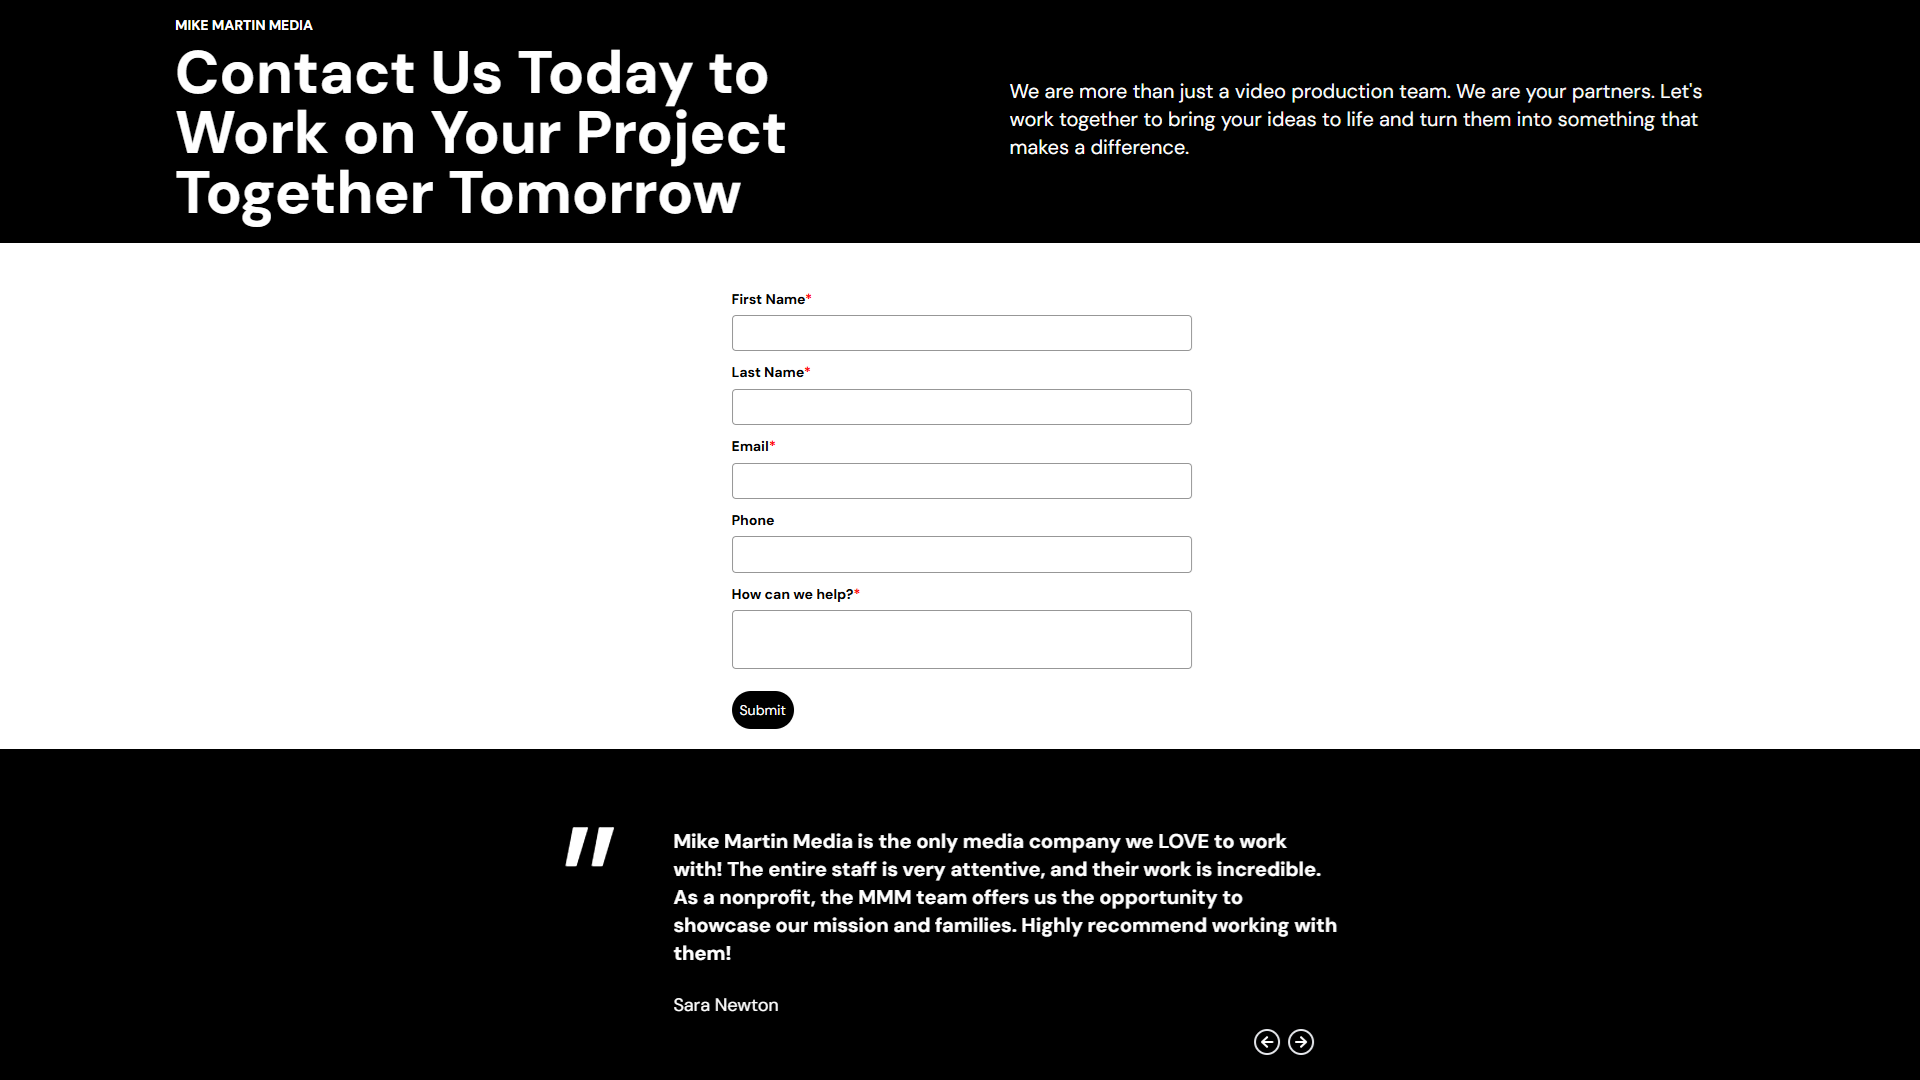 MIKE MARTIN MEDIA
Contact Us Today to
Work on Your Project
Together Tomorrow
We are more than just a video production team. We are your partners. Let's
work together to bring your ideas to life and turn them into something that
makes a difference.
First Name*
Last Name*
Email*
Phone
How can we help?*
Submit
"
Mike Martin Media is the only media company we LOVE to work
with! The entire staff is very attentive, and their work is incredible.
As a nonprofit, the MMM team offers us the opportunity to
showcase our mission and families. Highly recommend working with
them!
Sara Newton